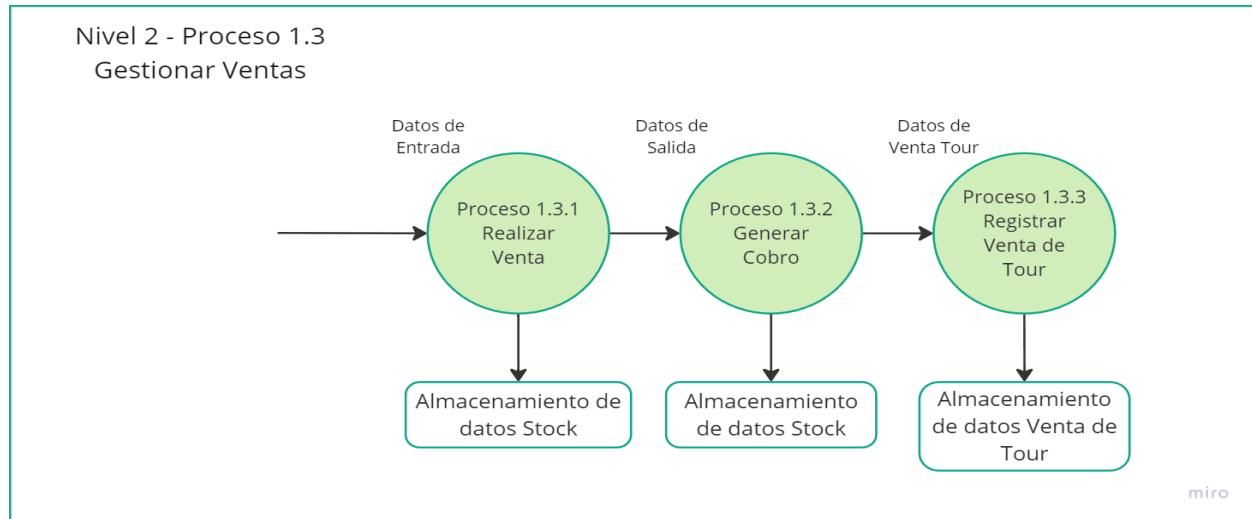 Nivel 2 - Proceso 1.3
Gestionar Ventas
Datos de
Entrada
Datos de
Salida
Datos de
Venta Tour
Proceso 1.3.1
Realizar
Venta
Proceso 1.3.2
Generar
Cobro
Proceso 1.3.3
Registrar
Venta de
Tour
Almacenamiento de
datos Stock
Almacenamiento
de datos Stock
Almacenamiento
de datos Venta de
Tour
miro